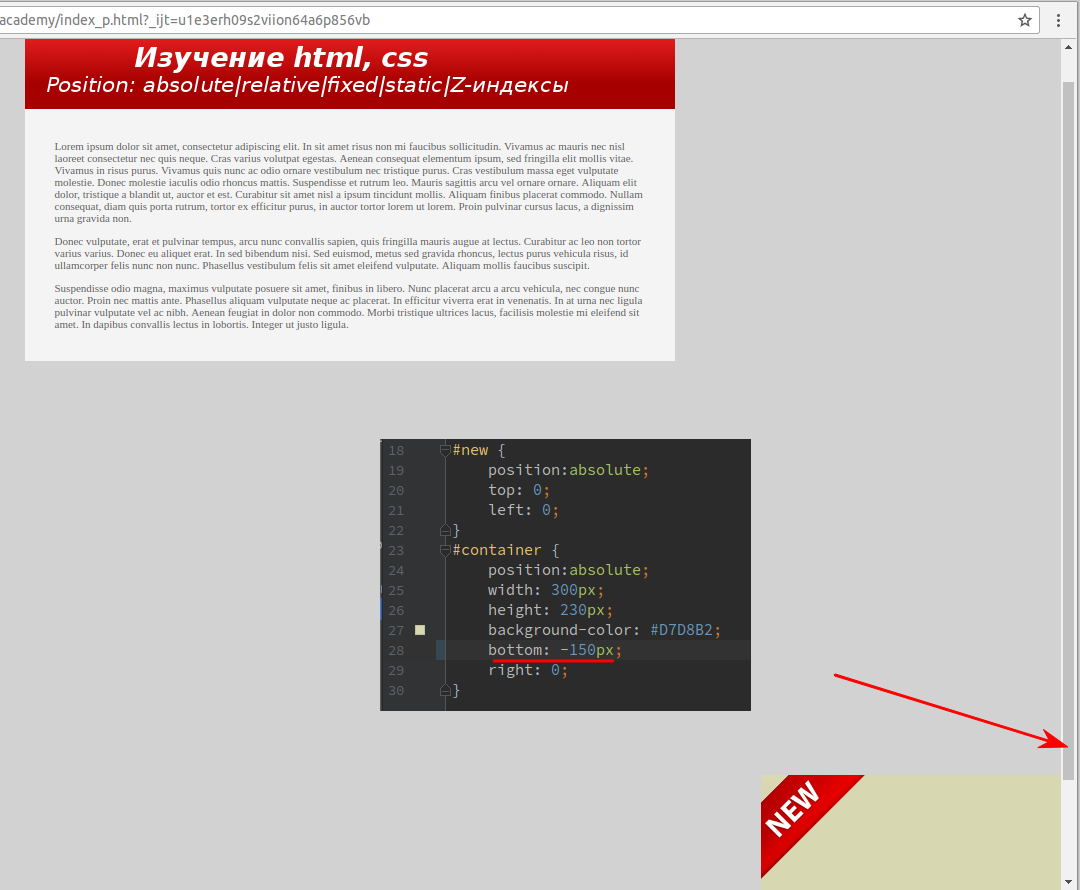 academy/index_p.html?_ijt=u1e3erh09s2viion64a6p856vb
Изучение html, css
Position: absolute|relative|fixed|static|Z-индексы
Lorem ipsum dolor sit amet, consectetur adipiscing elit. In sit amet risus non mi faucibus sollicitudin. Vivamus ac mauris nec nisl
laoreet consectetur nec quis neque. Cras varius volutpat egestas. Aenean consequat elementum ipsum, sed fringilla elit mollis vitae.
Vivamus in risus purus. Vivamus quis nunc ac odio ornare vestibulum nec tristique purus. Cras vestibulum massa eget vulputate
molestie. Donec molestie iaculis odio rhoncus mattis. Suspendisse et rutrum leo. Mauris sagittis arcu vel ornare ornare. Aliquam elit
dolor, tristique a blandit ut, auctor et est. Curabitur sit amet nisl a ipsum tincidunt mollis. Aliquam finibus placerat commodo. Nullam
consequat, diam quis porta rutrum, tortor ex efficitur purus, in auctor tortor lorem ut lorem. Proin pulvinar cursus lacus, a dignissim
urna gravida non.
Donec vulputate, erat et pulvinar tempus, arcu nunc convallis sapien, quis fringilla mauris augue at lectus. Curabitur ac leo non tortor
varius varius. Donec eu aliquet erat. In sed bibendum nisi. Sed euismod, metus sed gravida rhoncus, lectus purus vehicula risus, id
ullamcorper felis nunc non nunc. Phasellus vestibulum felis sit amet eleifend vulputate. Aliquam mollis faucibus suscipit.
Suspendisse odio magna, maximus vulputate posuere sit amet, finibus in libero. Nunc placerat arcu a arcu vehicula, nec congue nunc
auctor. Proin nec mattis ante. Phasellus aliquam vulputate neque ac placerat. In efficitur viverra erat in venenatis. In at urna nec ligula
pulvinar vulputate vel ac nibh. Aenean feugiat in dolor non commodo. Morbi tristique ultrices lacus, facilisis molestie mi eleifend sit
amet. In dapibus convallis lectus in lobortis. Integer ut justo ligula.
18 #new {
19 position:absolute;
20 top: 0;
21 left: 0;
22 }
23 #container {
24 position:absolute;
25 width: 300px;
26 height: 230px;
27 background-color: #D7D8B2;
28 bottom: -150px;
29 right: 0;
30 }
NEW